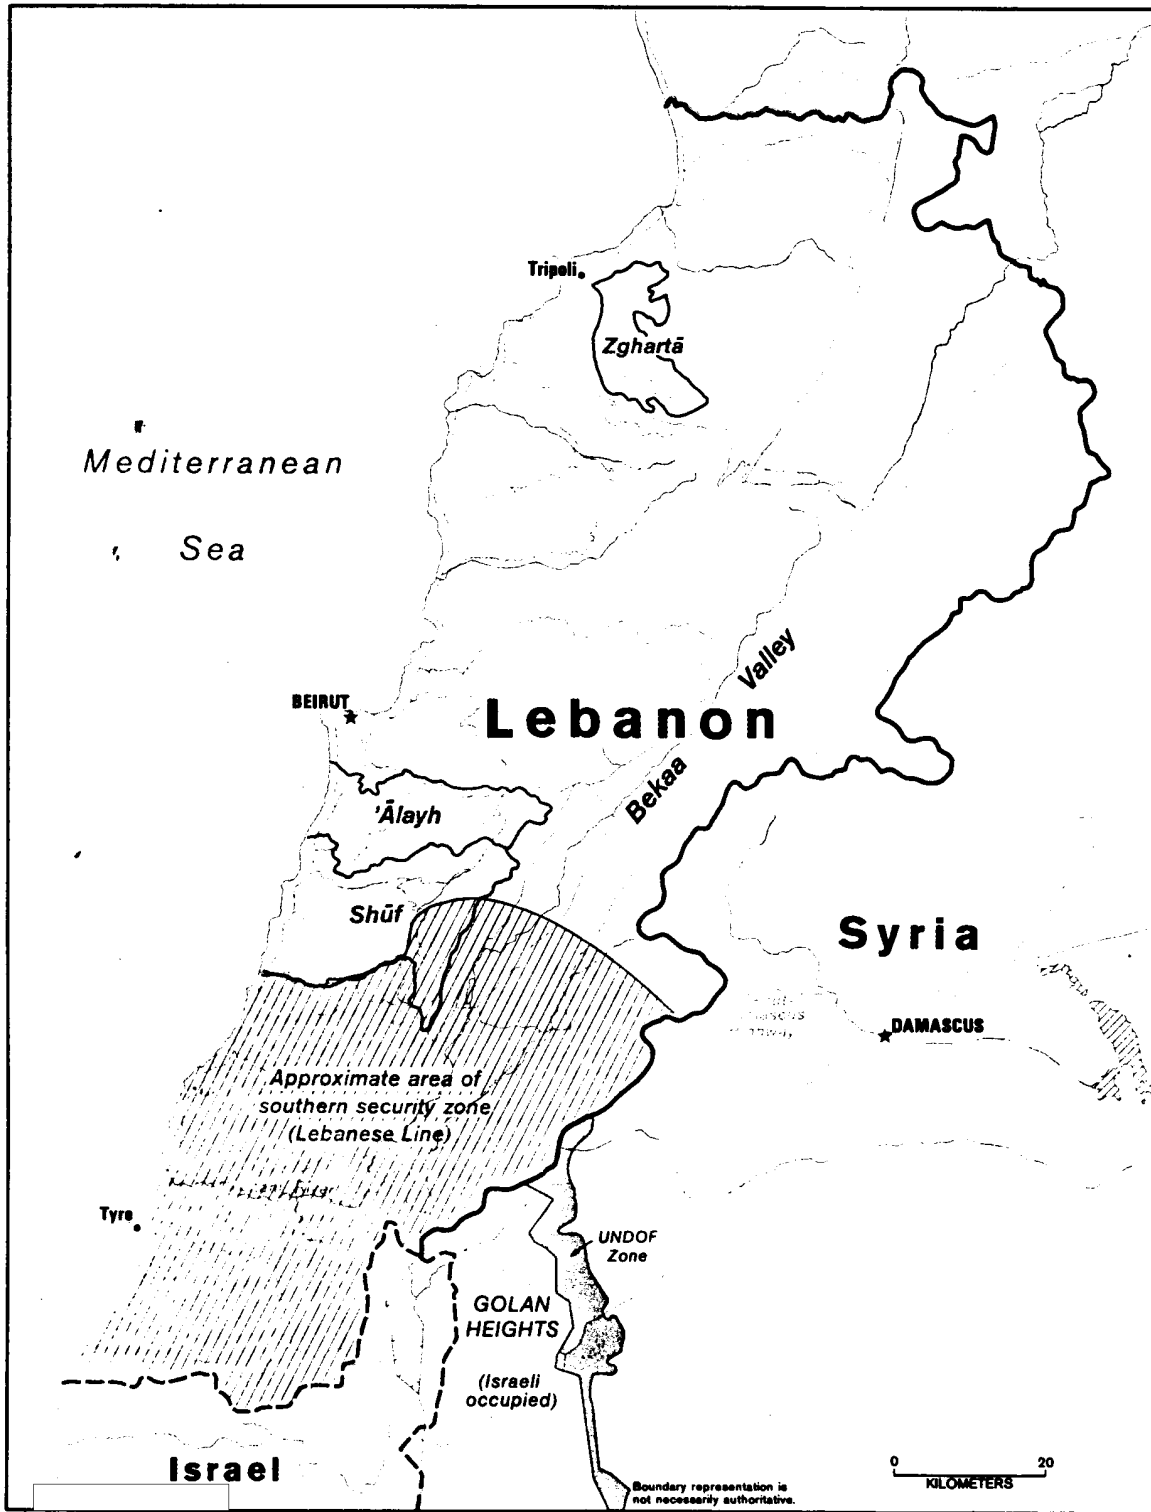 Tripoli
Zghartā
Mediterranean
Sea
Valley
BEIRUT
Lebanon
Bekaa
'Ālayh
Shūf
Syria
DAMASCUS
Approximate area of
southern security zone
(Lebanese Line)
Tyre
UNDOF
Zone
GOLAN
HEIGHTS
(Israeli
occupied)
Israel
0 20
KILOMETERS
Boundary representation is
not necessarily authoritative.